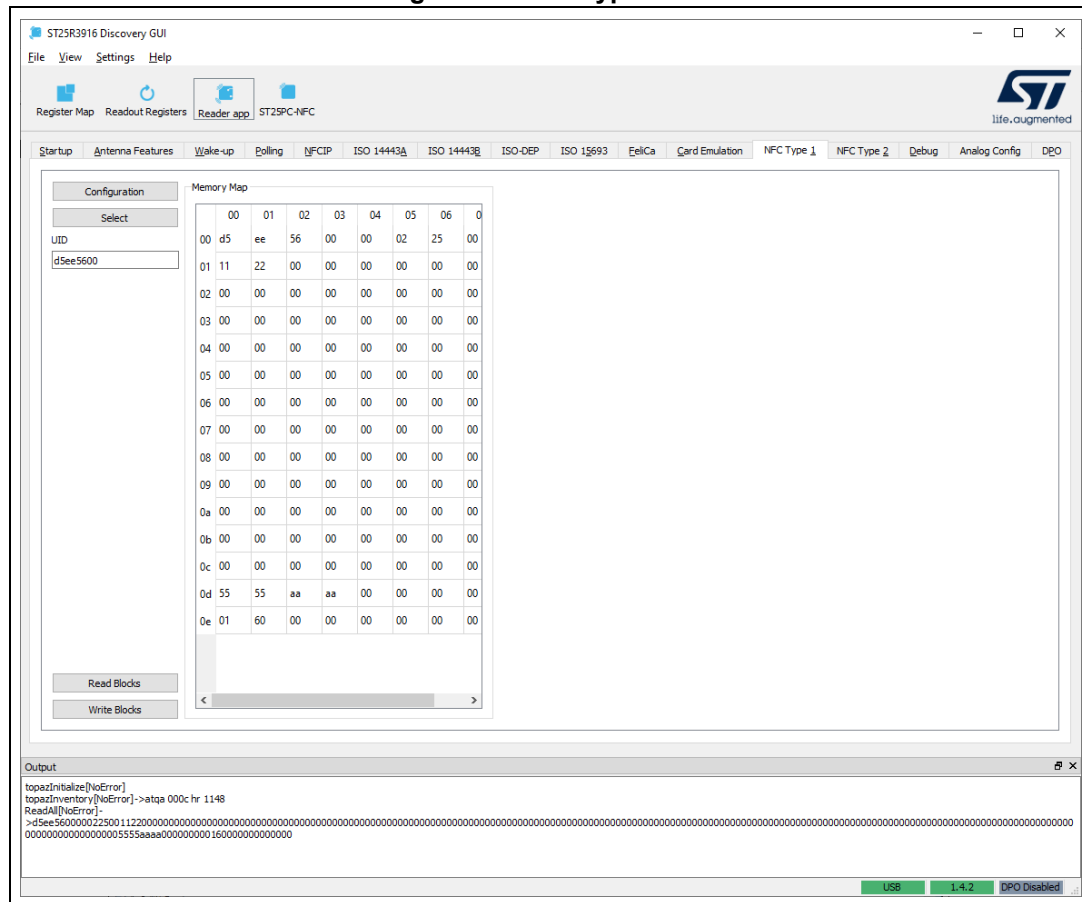 ST25R3916 Discovery GUI
File View Settings Help
Register Map Readout Registers Reader app ST25PC-NFC
life.augmented
Startup Antenna Features Wake-up Polling NFCIP ISO 14443A ISO 14443B ISO-DEP ISO 15693 FeliCa Card Emulation NFC Type 1 NFC Type 2 Debug Analog Config DPO
Configuration
Select
UID
d5ee5600
Read Blocks
Write Blocks
Memory Map
00 01 02 03 04 05 06 0
00 d5 ee 56 00 00 02 25 00
01 11 22 00 00 00 00 00 00
02 00 00 00 00 00 00 00 00
03 00 00 00 00 00 00 00 00
04 00 00 00 00 00 00 00 00
05 00 00 00 00 00 00 00 00
06 00 00 00 00 00 00 00 00
07 00 00 00 00 00 00 00 00
08 00 00 00 00 00 00 00 00
09 00 00 00 00 00 00 00 00
0a 00 00 00 00 00 00 00 00
0b 00 00 00 00 00 00 00 00
0c 00 00 00 00 00 00 00 00
0d 55 55 aa aa 00 00 00 00
0e 01 60 00 00 00 00 00 00
Output
topazInitialize[NoError]
topazInventory[NoError]->atqa 000c hr 1148
ReadAll[NoError]-
USB 1.4.2 DPO Disabled